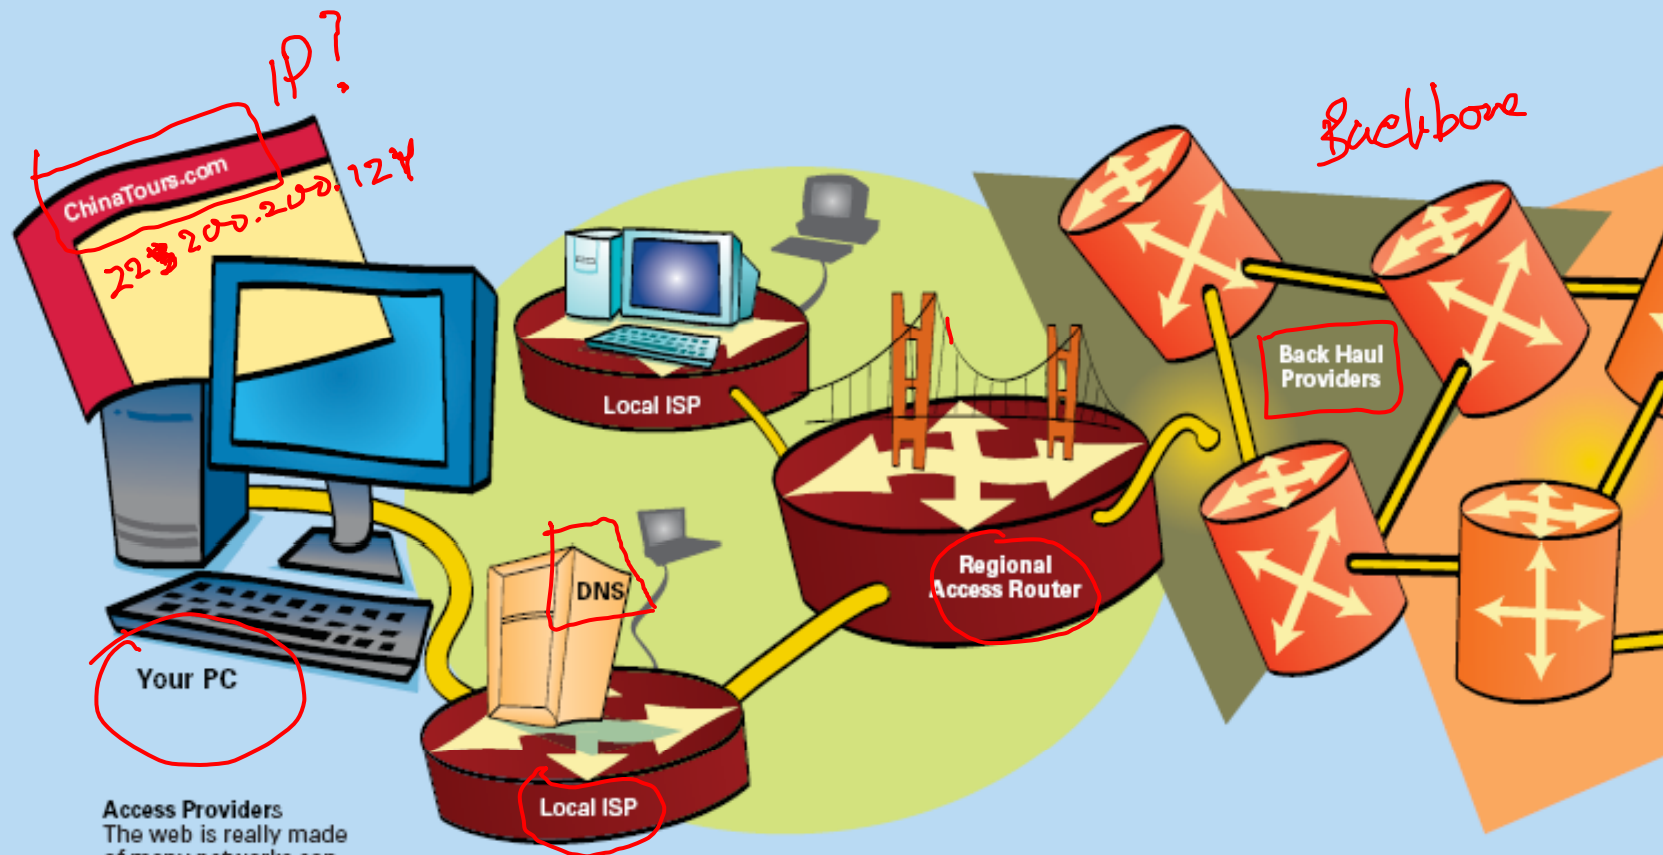 IP?
Backbone
ChinaTours.com
200.200.124
Local ISP
Back Haul
Providers
DNS
Regional
Access Router
Your PC
Local ISP
Access Providers
The web is really made